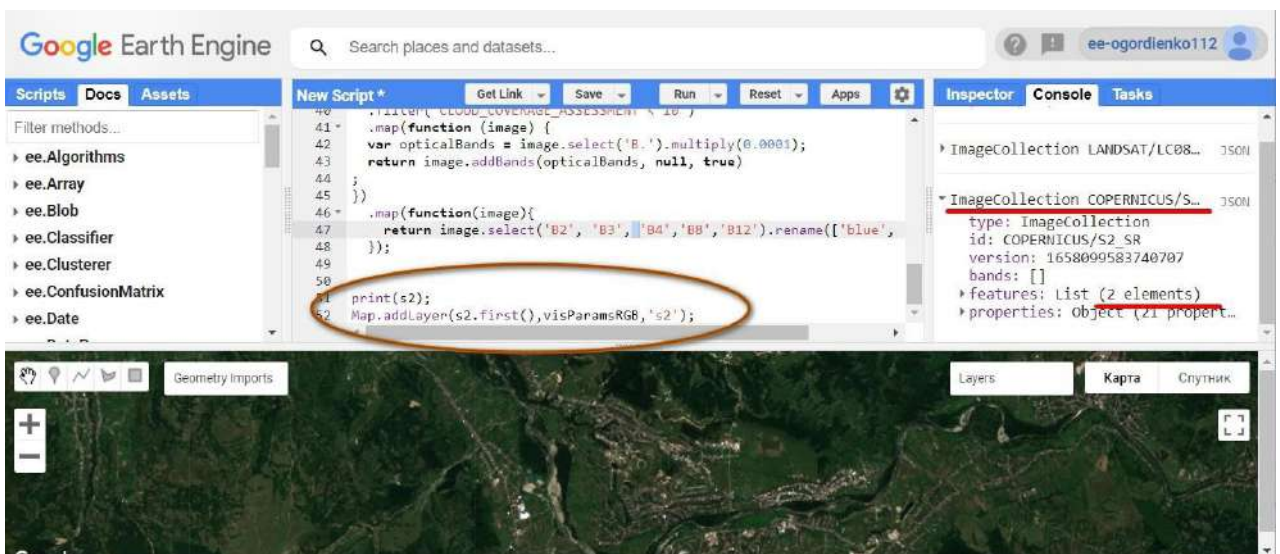 Google Earth Engine
Search places and datasets...
ee-ogordienko112
Scripts Docs Assets
Filter methods...
ee.Algorithms
ee.Array
ee.Blob
ee.Classifier
ee.Clusterer
ee.ConfusionMatrix
ee.Date
New Script *
Get Link Save Run Reset Apps
40 .filter("CLOUD_COVERAGE_ASSESSMENT < 10")
41 .map(function (image) {
42 var opticalBands = image.select('B.').multiply(0.0001);
43 return image.addBands(opticalBands, null, true)
44 ;
45 })
46 .map(function(image){
47 return image.select('B2', 'B3', 'B4','B8','B12').rename(['blue',
48 });
49
50
51 print(s2);
52 Map.addLayer(s2.first(),visParamsRGB,'s2');
Inspector Console Tasks
ImageCollection LANDSAT/LC08… JSON
ImageCollection COPERNICUS/S… JSON
type: ImageCollection
id: COPERNICUS/S2_SR
version: 1658099583740707
bands: []
features: List (2 elements)
properties: Object (21 propert…
Geometry Imports
Layers
Карта Спутник